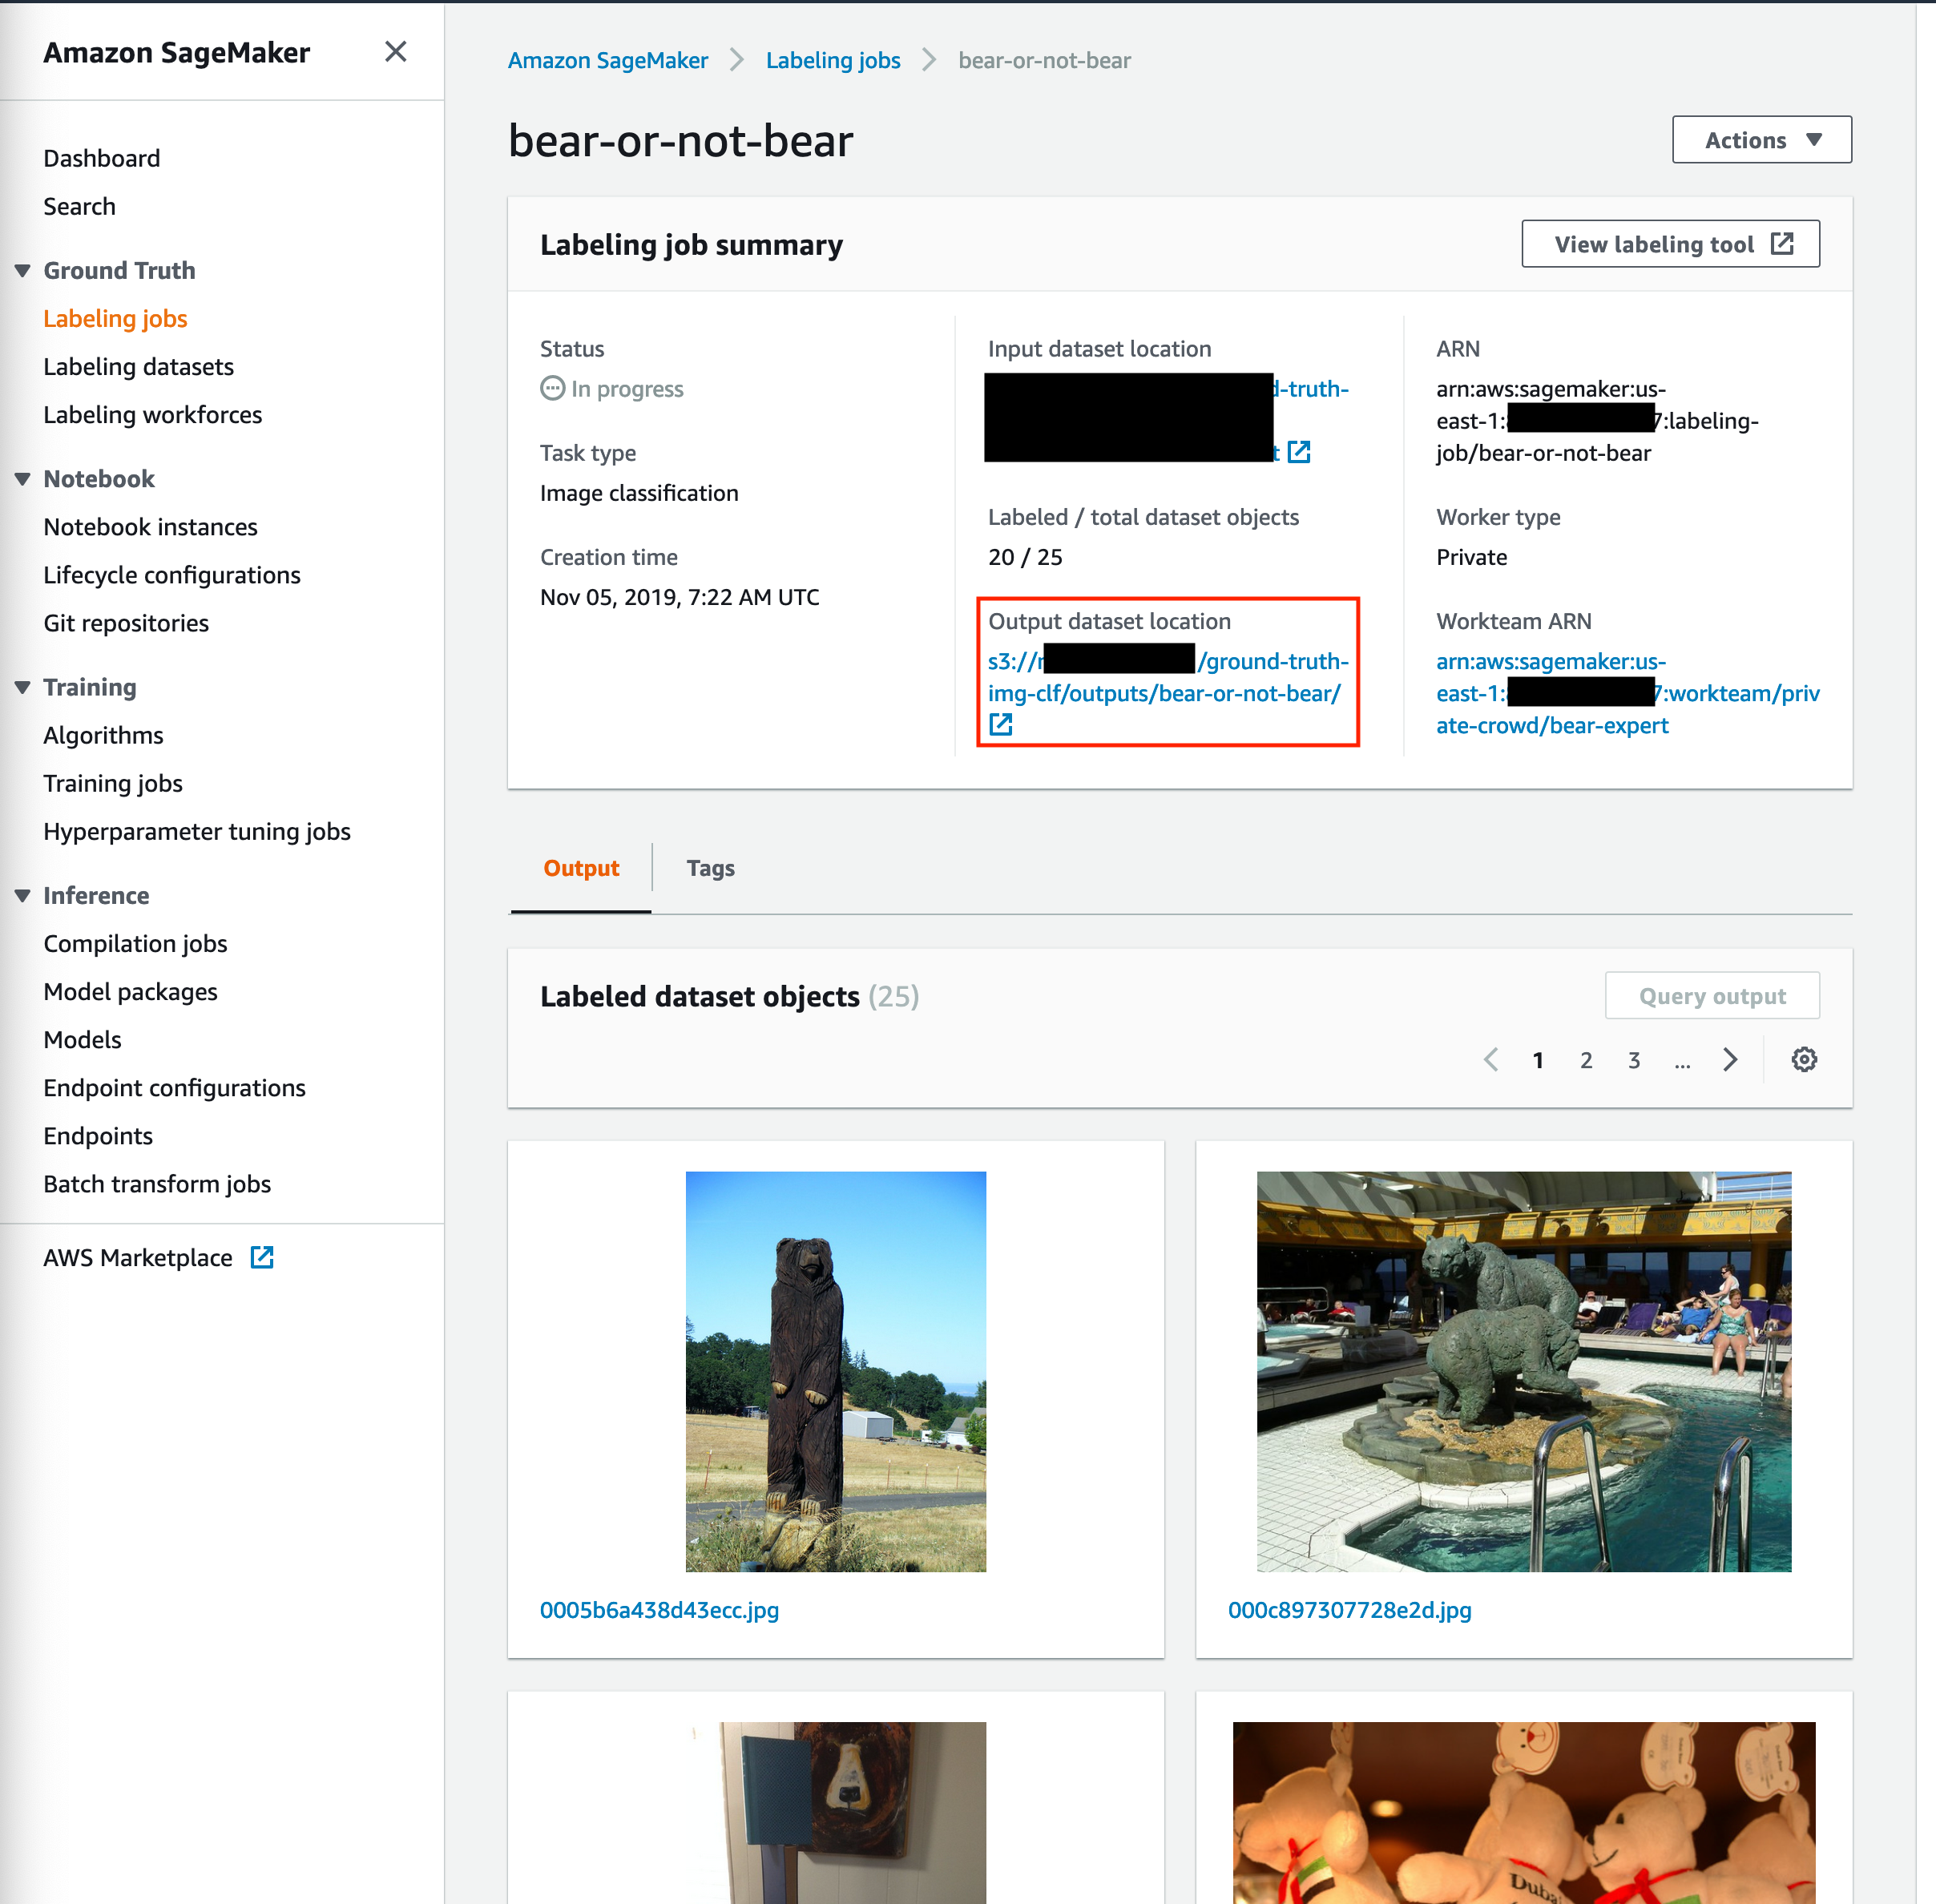 Amazon SageMaker
Dashboard
Search
Ground Truth
Labeling jobs
Labeling datasets
Labeling workforces
Notebook
Notebook instances
Lifecycle configurations
Git repositories
Training
Algorithms
Training jobs
Hyperparameter tuning jobs
Inference
Compilation jobs
Model packages
Models
Endpoint configurations
Endpoints
Batch transform jobs
AWS Marketplace
Amazon SageMaker > Labeling jobs > bear-or-not-bear
bear-or-not-bear
Actions
Labeling job summary
View labeling tool
Status
In progress
Task type
Image classification
Creation time
Nov 05, 2019, 7:22 AM UTC
Input dataset location
d-truth-
t
Labeled / total dataset objects
20 / 25
Output dataset location
s3:// /ground-truth-
img-clf/outputs/bear-or-not-bear/
ARN
arn:aws:sagemaker:us-
east-1: 7:labeling-
job/bear-or-not-bear
Worker type
Private
Workteam ARN
arn:aws:sagemaker:us-
east-1: 7:workteam/priv
ate-crowd/bear-expert
Output
Tags
Labeled dataset objects (25)
Query output
1 2 3 ...
0005b6a438d43ecc.jpg
000c897307728e2d.jpg
Dubai